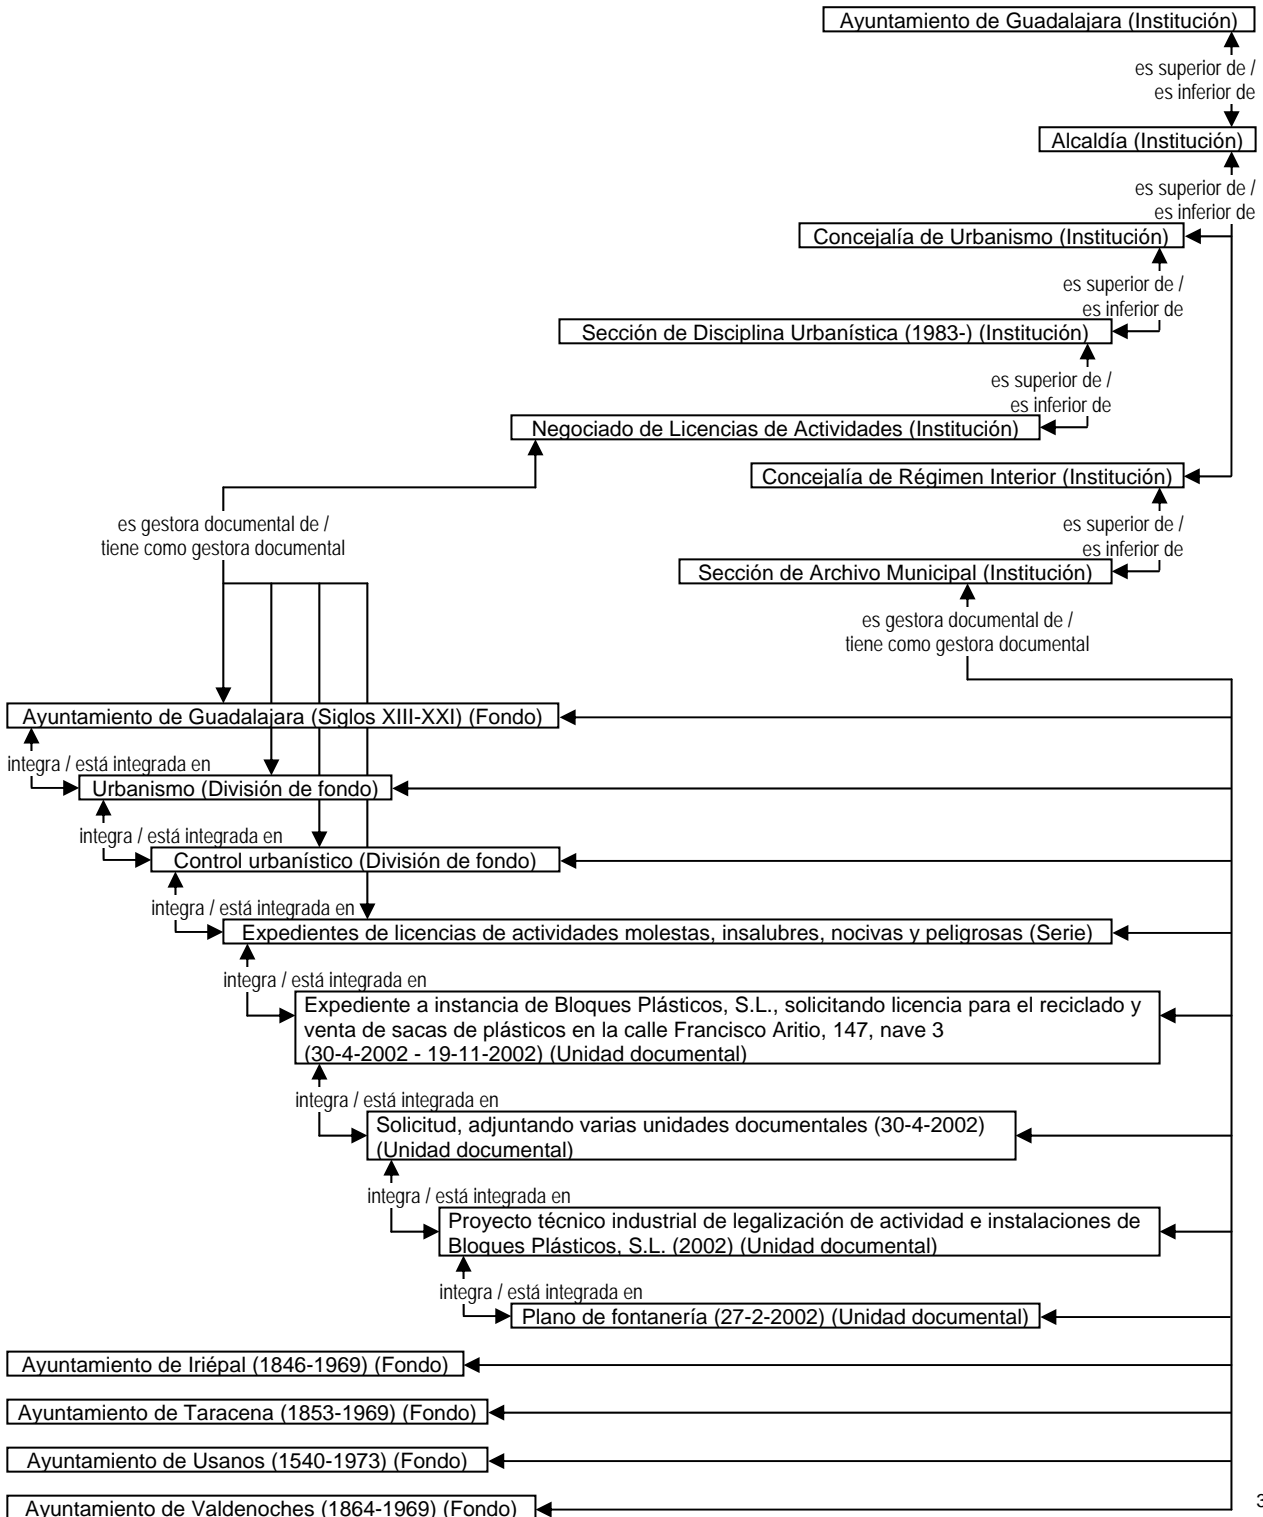 Ayuntamiento de Guadalajara (Institución)
es superior de /
es inferior de
Alcaldía (Institución)
es superior de /
es inferior de
Concejalía de Urbanismo (Institución)
es superior de /
es inferior de
Sección de Disciplina Urbanística (1983-) (Institución)
es superior de /
es inferior de
Negociado de Licencias de Actividades (Institución)
Concejalía de Régimen Interior (Institución)
es gestora documental de /
tiene como gestora documental
es superior de /
es inferior de
Sección de Archivo Municipal (Institución)
es gestora documental de /
tiene como gestora documental
Ayuntamiento de Guadalajara (Siglos XIII-XXI) (Fondo)
integra / está integrada en
Urbanismo (División de fondo)
integra / está integrada en
Control urbanístico (División de fondo)
integra / está integrada en
Expedientes de licencias de actividades molestas, insalubres, nocivas y peligrosas (Serie)
integra / está integrada en
Expediente a instancia de Bloques Plásticos, S.L., solicitando licencia para el reciclado y
venta de sacas de plásticos en la calle Francisco Aritio, 147, nave 3
(30-4-2002 - 19-11-2002) (Unidad documental)
integra / está integrada en
Solicitud, adjuntando varias unidades documentales (30-4-2002)
(Unidad documental)
integra / está integrada en
Proyecto técnico industrial de legalización de actividad e instalaciones de
Bloques Plásticos, S.L. (2002) (Unidad documental)
integra / está integrada en
Plano de fontanería (27-2-2002) (Unidad documental)
Ayuntamiento de Iriépal (1846-1969) (Fondo)
Ayuntamiento de Taracena (1853-1969) (Fondo)
Ayuntamiento de Usanos (1540-1973) (Fondo)
Ayuntamiento de Valdenoches (1864-1969) (Fondo)